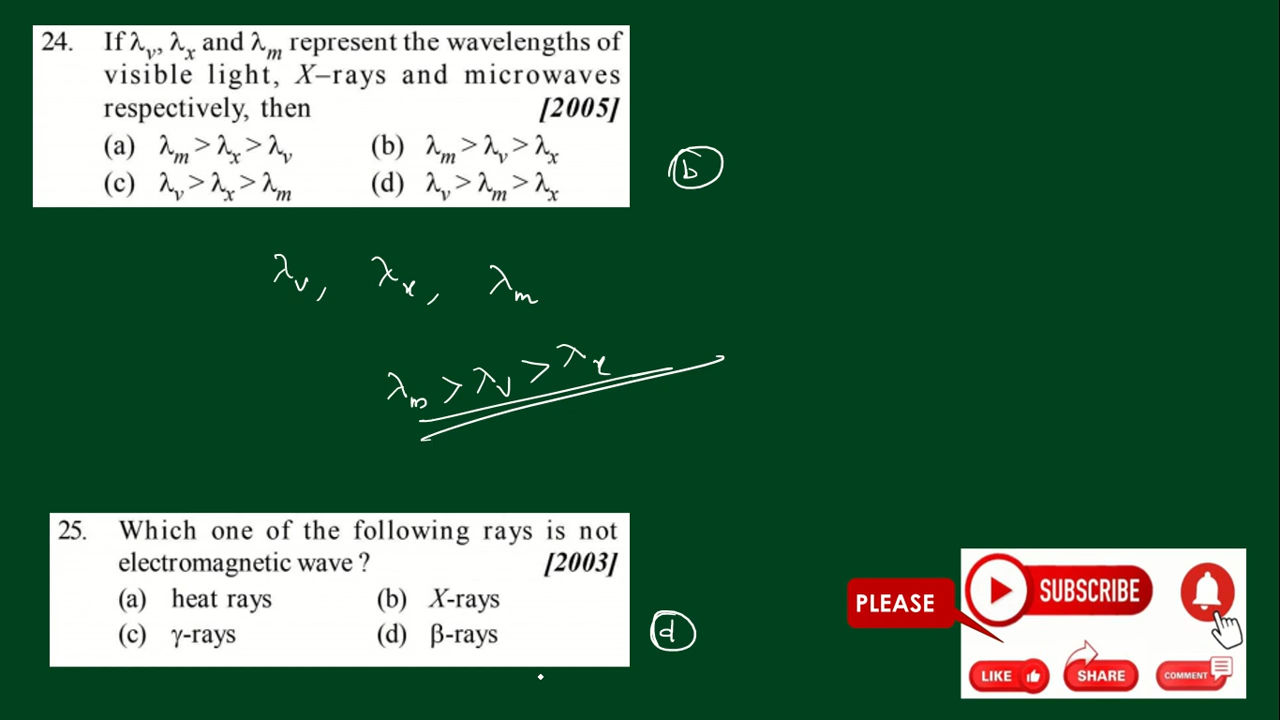 24. If λv, λx and λm represent the wavelengths of
visible light, X–rays and microwaves
respectively, then [2005]
(a) λm > λx > λv (b) λm > λv > λx
(c) λv > λx > λm (d) λv > λm > λx
b
λv, λx, λm
λm > λv > λx
25. Which one of the following rays is not
electromagnetic wave ? [2003]
(a) heat rays (b) X-rays
(c) γ-rays (d) β-rays
d
PLEASE
SUBSCRIBE
LIKE SHARE COMMENT